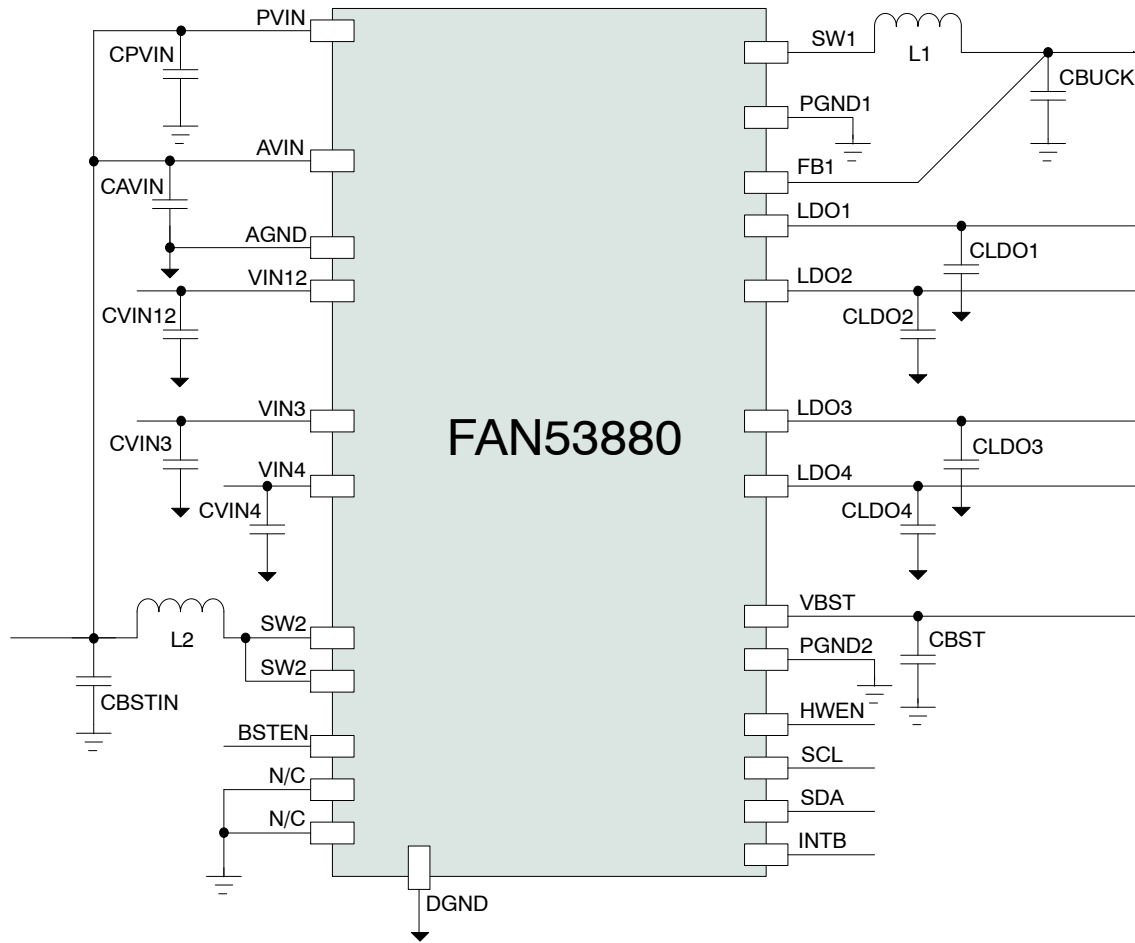 PVIN
CPVIN
AVIN
CAVIN
AGND
VIN12
CVIN12
VIN3
CVIN3
VIN4
CVIN4
SW2
L2
SW2
CBSTIN
BSTEN
N/C
N/C
DGND
FAN53880
SW1
L1
CBUCK
PGND1
FB1
LDO1
CLDO1
LDO2
CLDO2
LDO3
CLDO3
LDO4
CLDO4
VBST
CBST
PGND2
HWEN
SCL
SDA
INTB